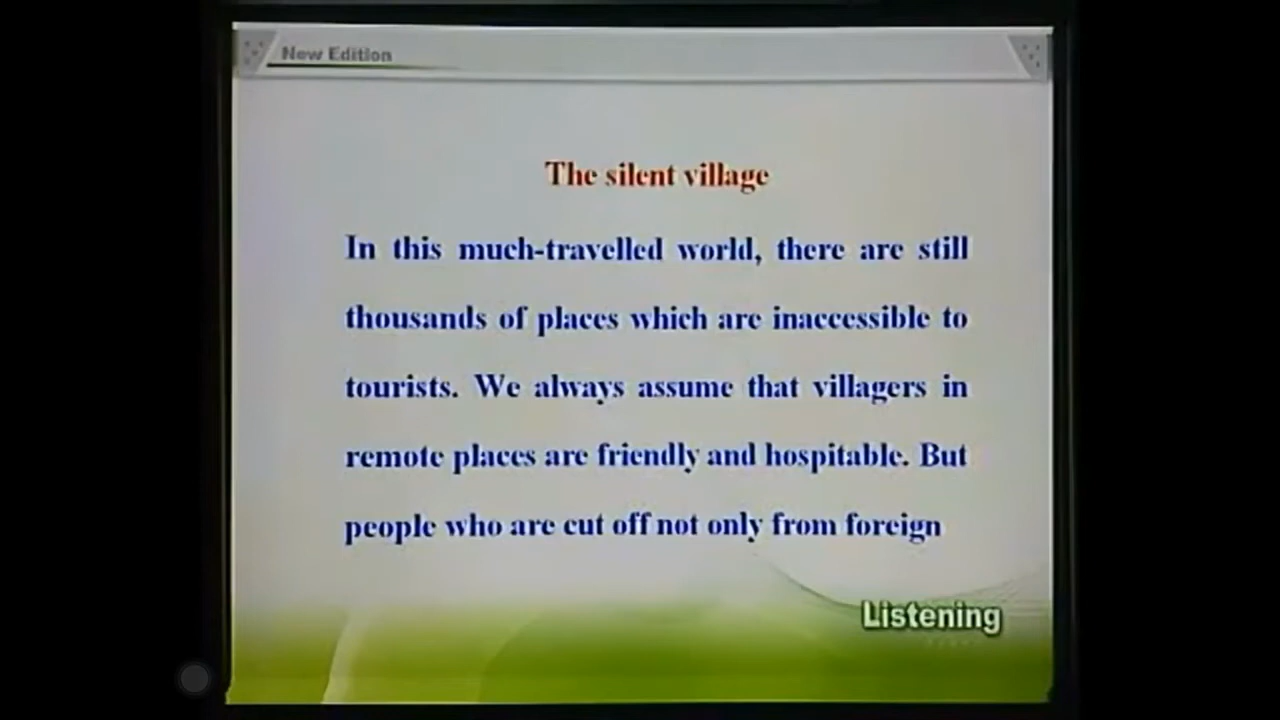 New Edition
The silent village
In this much-travelled world, there are still
thousands of places which are inaccessible to
tourists. We always assume that villagers in
remote places are friendly and hospitable. But
people who are cut off not only from foreign
Listening